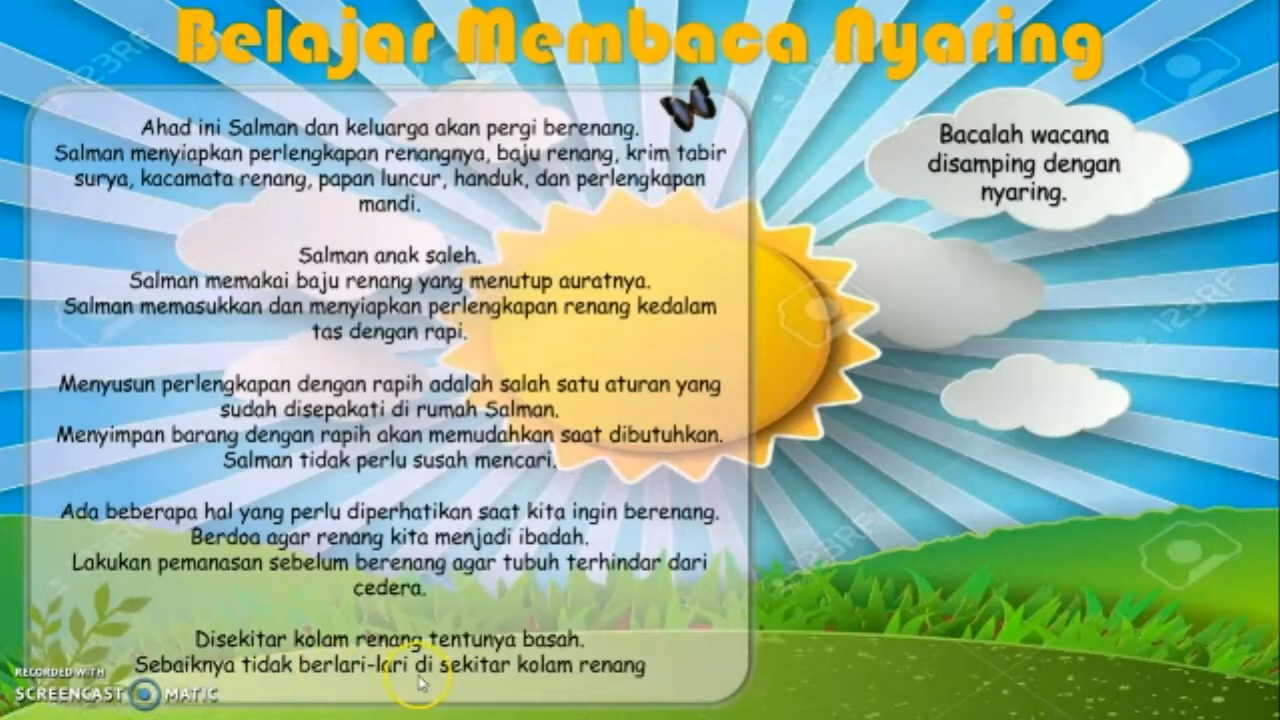 Belajar Membaca Nyaring
Ahad ini Salman dan keluarga akan pergi berenang.
Salman menyiapkan perlengkapan renangnya, baju renang, krim tabir
surya, kacamata renang, papan luncur, handuk, dan perlengkapan
mandi.
Salman anak saleh.
Salman memakai baju renang yang menutup auratnya.
Salman memasukkan dan menyiapkan perlengkapan renang kedalam
tas dengan rapi.
Menyusun perlengkapan dengan rapih adalah salah satu aturan yang
sudah disepakati di rumah Salman.
Menyimpan barang dengan rapih akan memudahkan saat dibutuhkan.
Salman tidak perlu susah mencari.
Ada beberapa hal yang perlu diperhatikan saat kita ingin berenang.
Berdoa agar renang kita menjadi ibadah.
Lakukan pemanasan sebelum berenang agar tubuh terhindar dari
cedera.
Disekitar kolam renang tentunya basah.
Sebaiknya tidak berlari-lari di sekitar kolam renang
Bacalah wacana
disamping dengan
nyaring.
RECORDED WITH
SCREENCAST MATIC
123RF
123RF
123RF
123RF